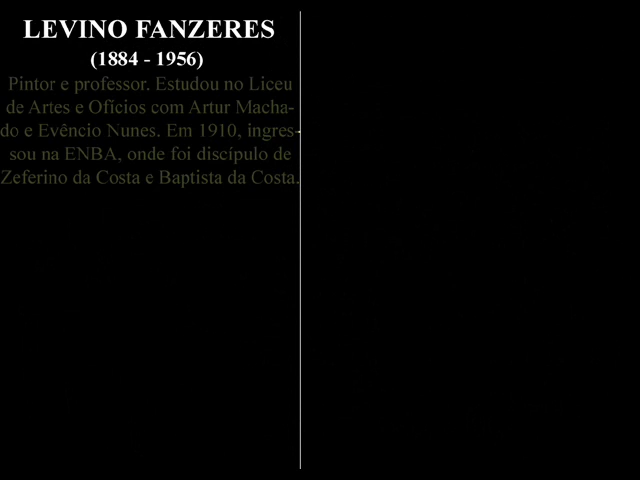 LEVINO FANZERES
(1884 - 1956)
Pintor e professor. Estudou no Liceu
de Artes e Ofícios com Artur Macha-
do e Evêncio Nunes. Em 1910, ingres-
sou na ENBA, onde foi discípulo de
Zeferino da Costa e Baptista da Costa.